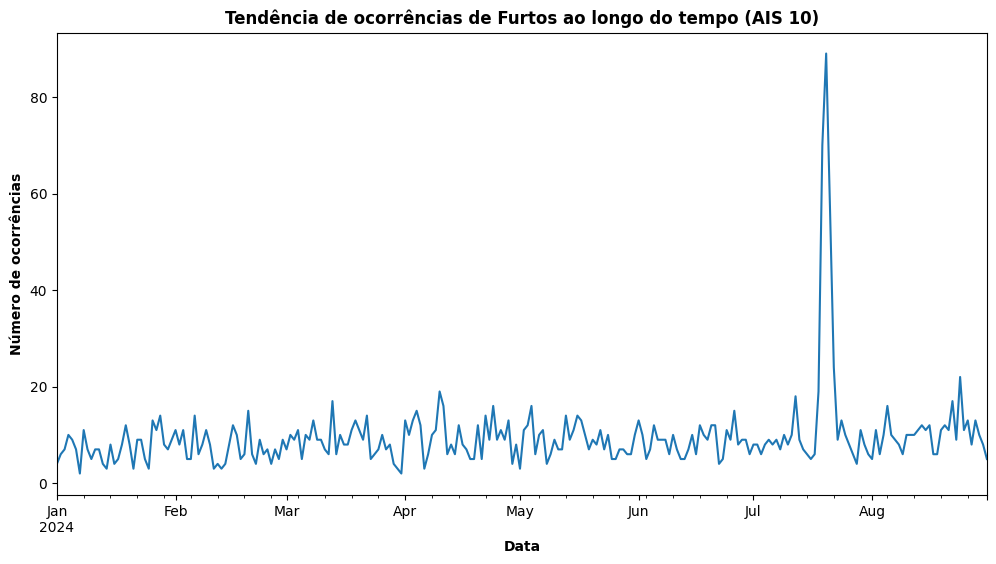 Tendência de ocorrências de Furtos ao longo do tempo (AIS 10)
Número de ocorrências
80
60
40
20
0
Jan Feb Mar Apr May Jun Jul Aug
2024
Data